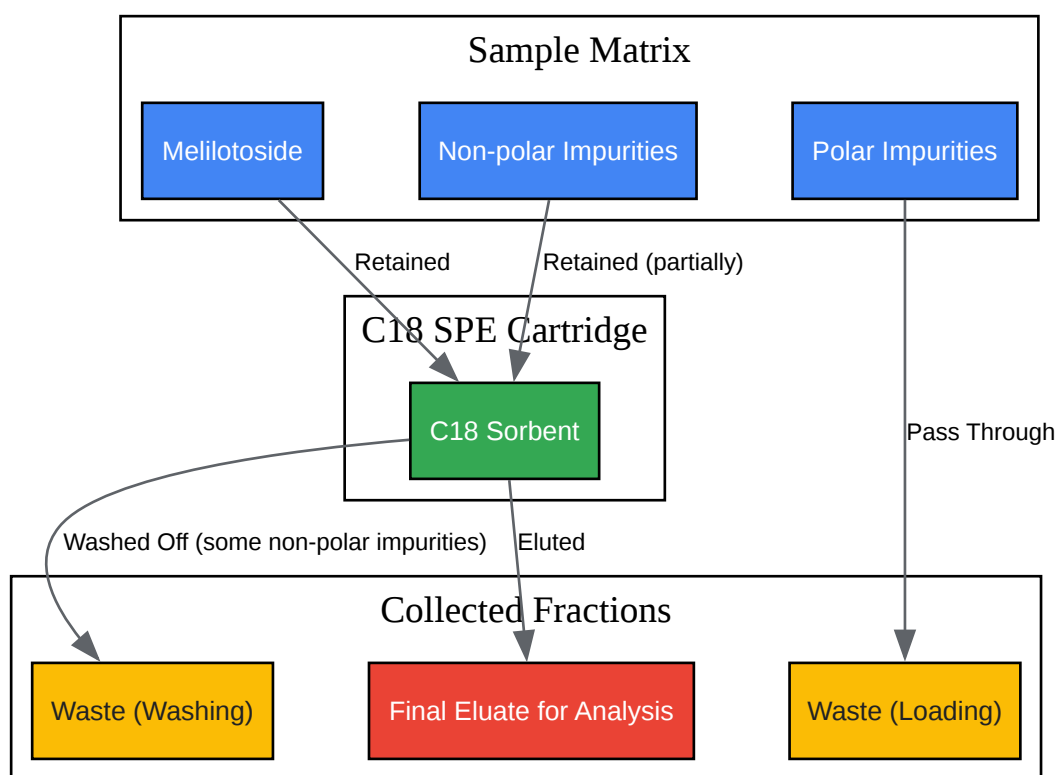 Sample Matrix
Melilotoside
Non-polar Impurities
Polar Impurities
Retained
Retained (partially)
C18 SPE Cartridge
C18 Sorbent
Pass Through
Washed Off (some non-polar impurities)
Eluted
Collected Fractions
Waste (Washing)
Final Eluate for Analysis
Waste (Loading)